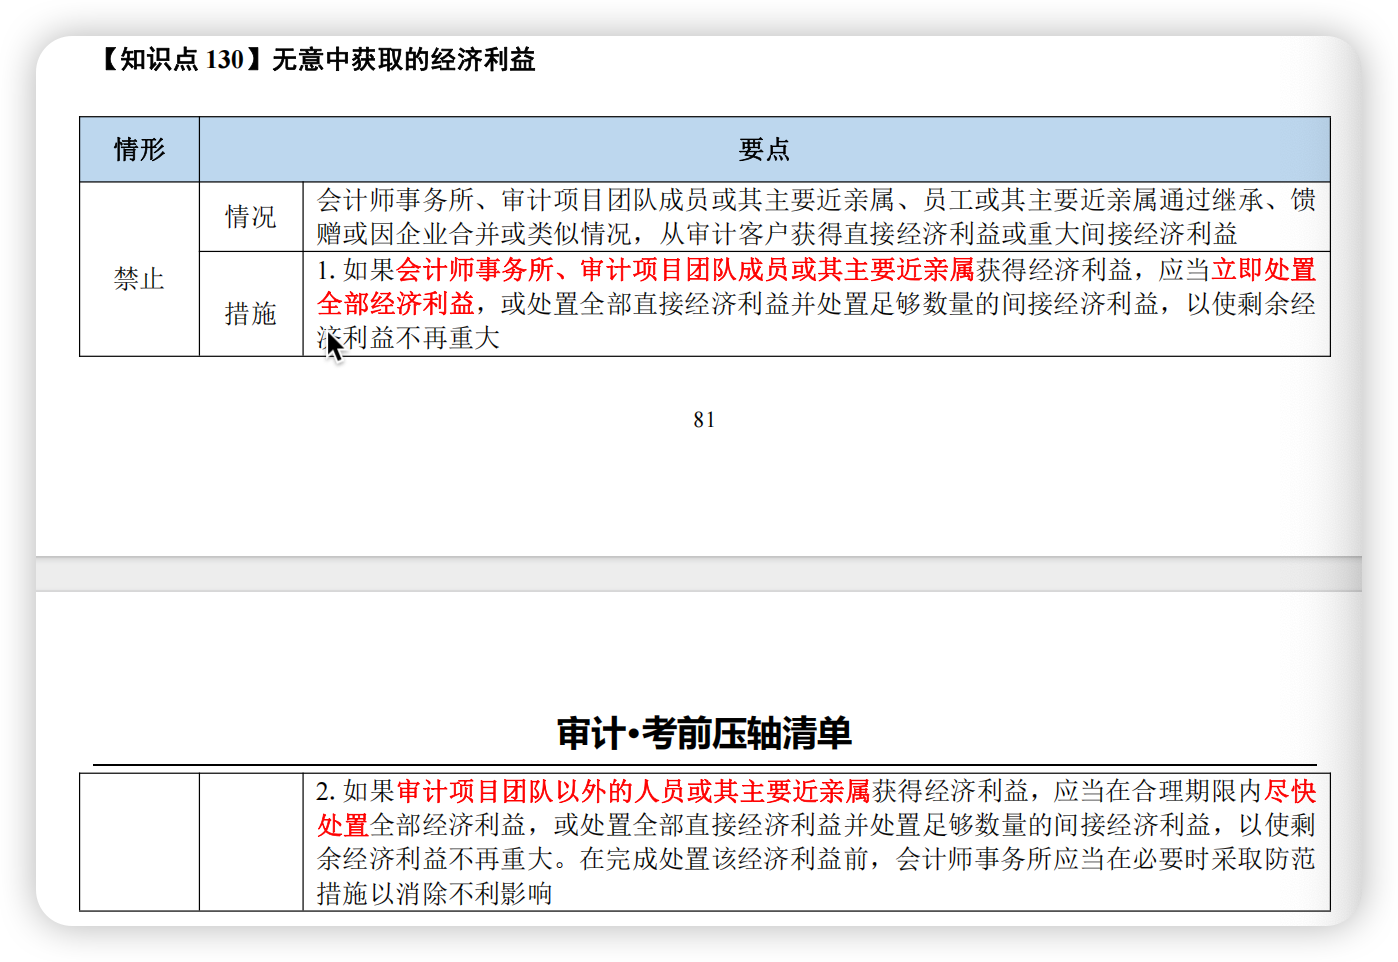 【知识点 130】无意中获取的经济利益
情形
要点
禁止
情况
会计师事务所、审计项目团队成员或其主要近亲属、员工或其主要近亲属通过继承、馈
赠或因企业合并或类似情况，从审计客户获得直接经济利益或重大间接经济利益
措施
1. 如果会计师事务所、审计项目团队成员或其主要近亲属获得经济利益，应当立即处置
全部经济利益，或处置全部直接经济利益并处置足够数量的间接经济利益，以使剩余经
济利益不再重大
81
审计·考前压轴清单
2. 如果审计项目团队以外的人员或其主要近亲属获得经济利益，应当在合理期限内尽快
处置全部经济利益，或处置全部直接经济利益并处置足够数量的间接经济利益，以使剩
余经济利益不再重大。在完成处置该经济利益前，会计师事务所应当在必要时采取防范
措施以消除不利影响